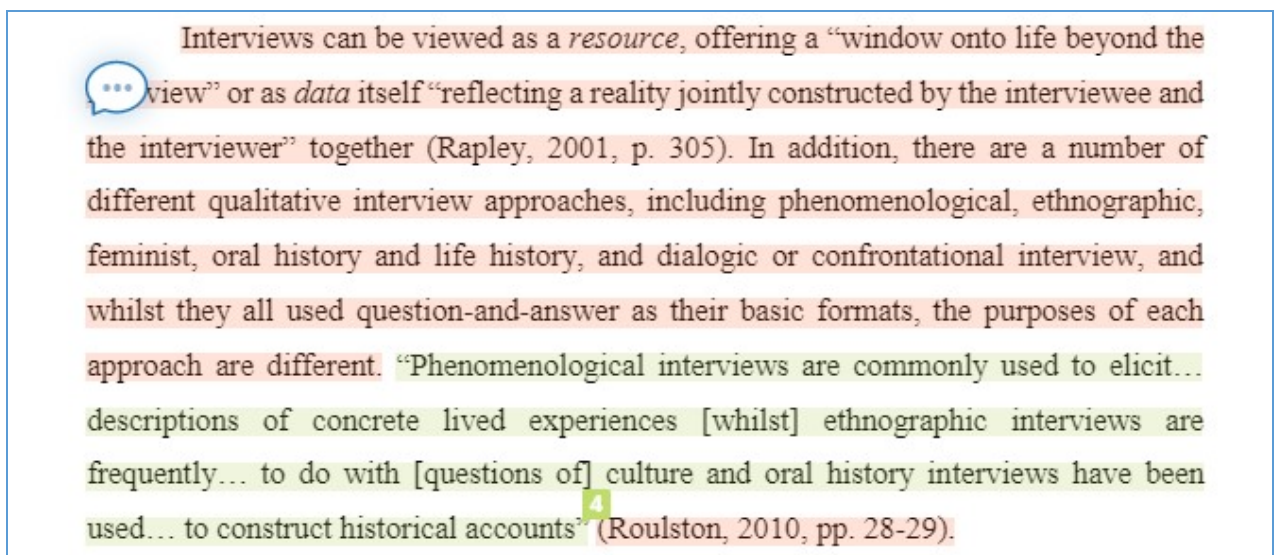 Interviews can be viewed as a resource, offering a “window onto life beyond the
view” or as data itself “reflecting a reality jointly constructed by the interviewee and
the interviewer” together (Rapley, 2001, p. 305). In addition, there are a number of
different qualitative interview approaches, including phenomenological, ethnographic,
feminist, oral history and life history, and dialogic or confrontational interview, and
whilst they all used question-and-answer as their basic formats, the purposes of each
approach are different. “Phenomenological interviews are commonly used to elicit…
descriptions of concrete lived experiences [whilst] ethnographic interviews are
frequently… to do with [questions of] culture and oral history interviews have been
4
used… to construct historical accounts” (Roulston, 2010, pp. 28-29).